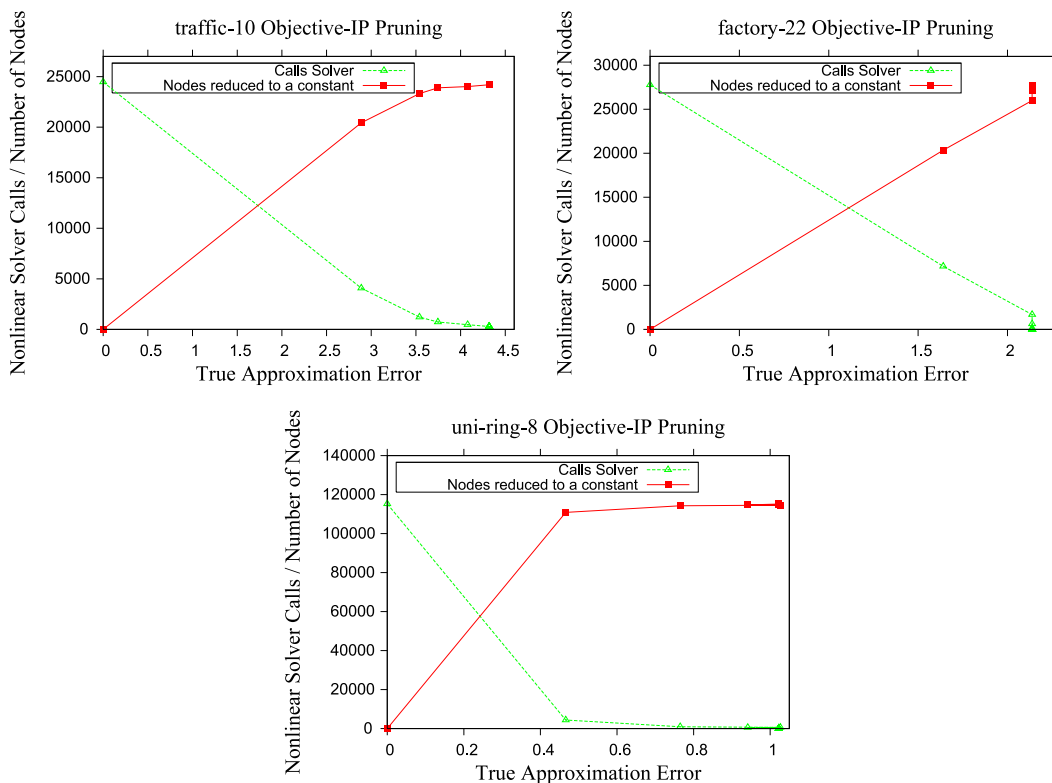 traffic-10 Objective-IP Pruning
Nonlinear Solver Calls / Number of Nodes
25000
20000
15000
10000
5000
0
Calls Solver
Nodes reduced to a constant
0 0.5 1 1.5 2 2.5 3 3.5 4 4.5
True Approximation Error
factory-22 Objective-IP Pruning
Nonlinear Solver Calls / Number of Nodes
30000
25000
20000
15000
10000
5000
0
Calls Solver
Nodes reduced to a constant
0 0.5 1 1.5 2
True Approximation Error
uni-ring-8 Objective-IP Pruning
Nonlinear Solver Calls / Number of Nodes
140000
120000
100000
80000
60000
40000
20000
0
Calls Solver
Nodes reduced to a constant
0 0.2 0.4 0.6 0.8 1
True Approximation Error